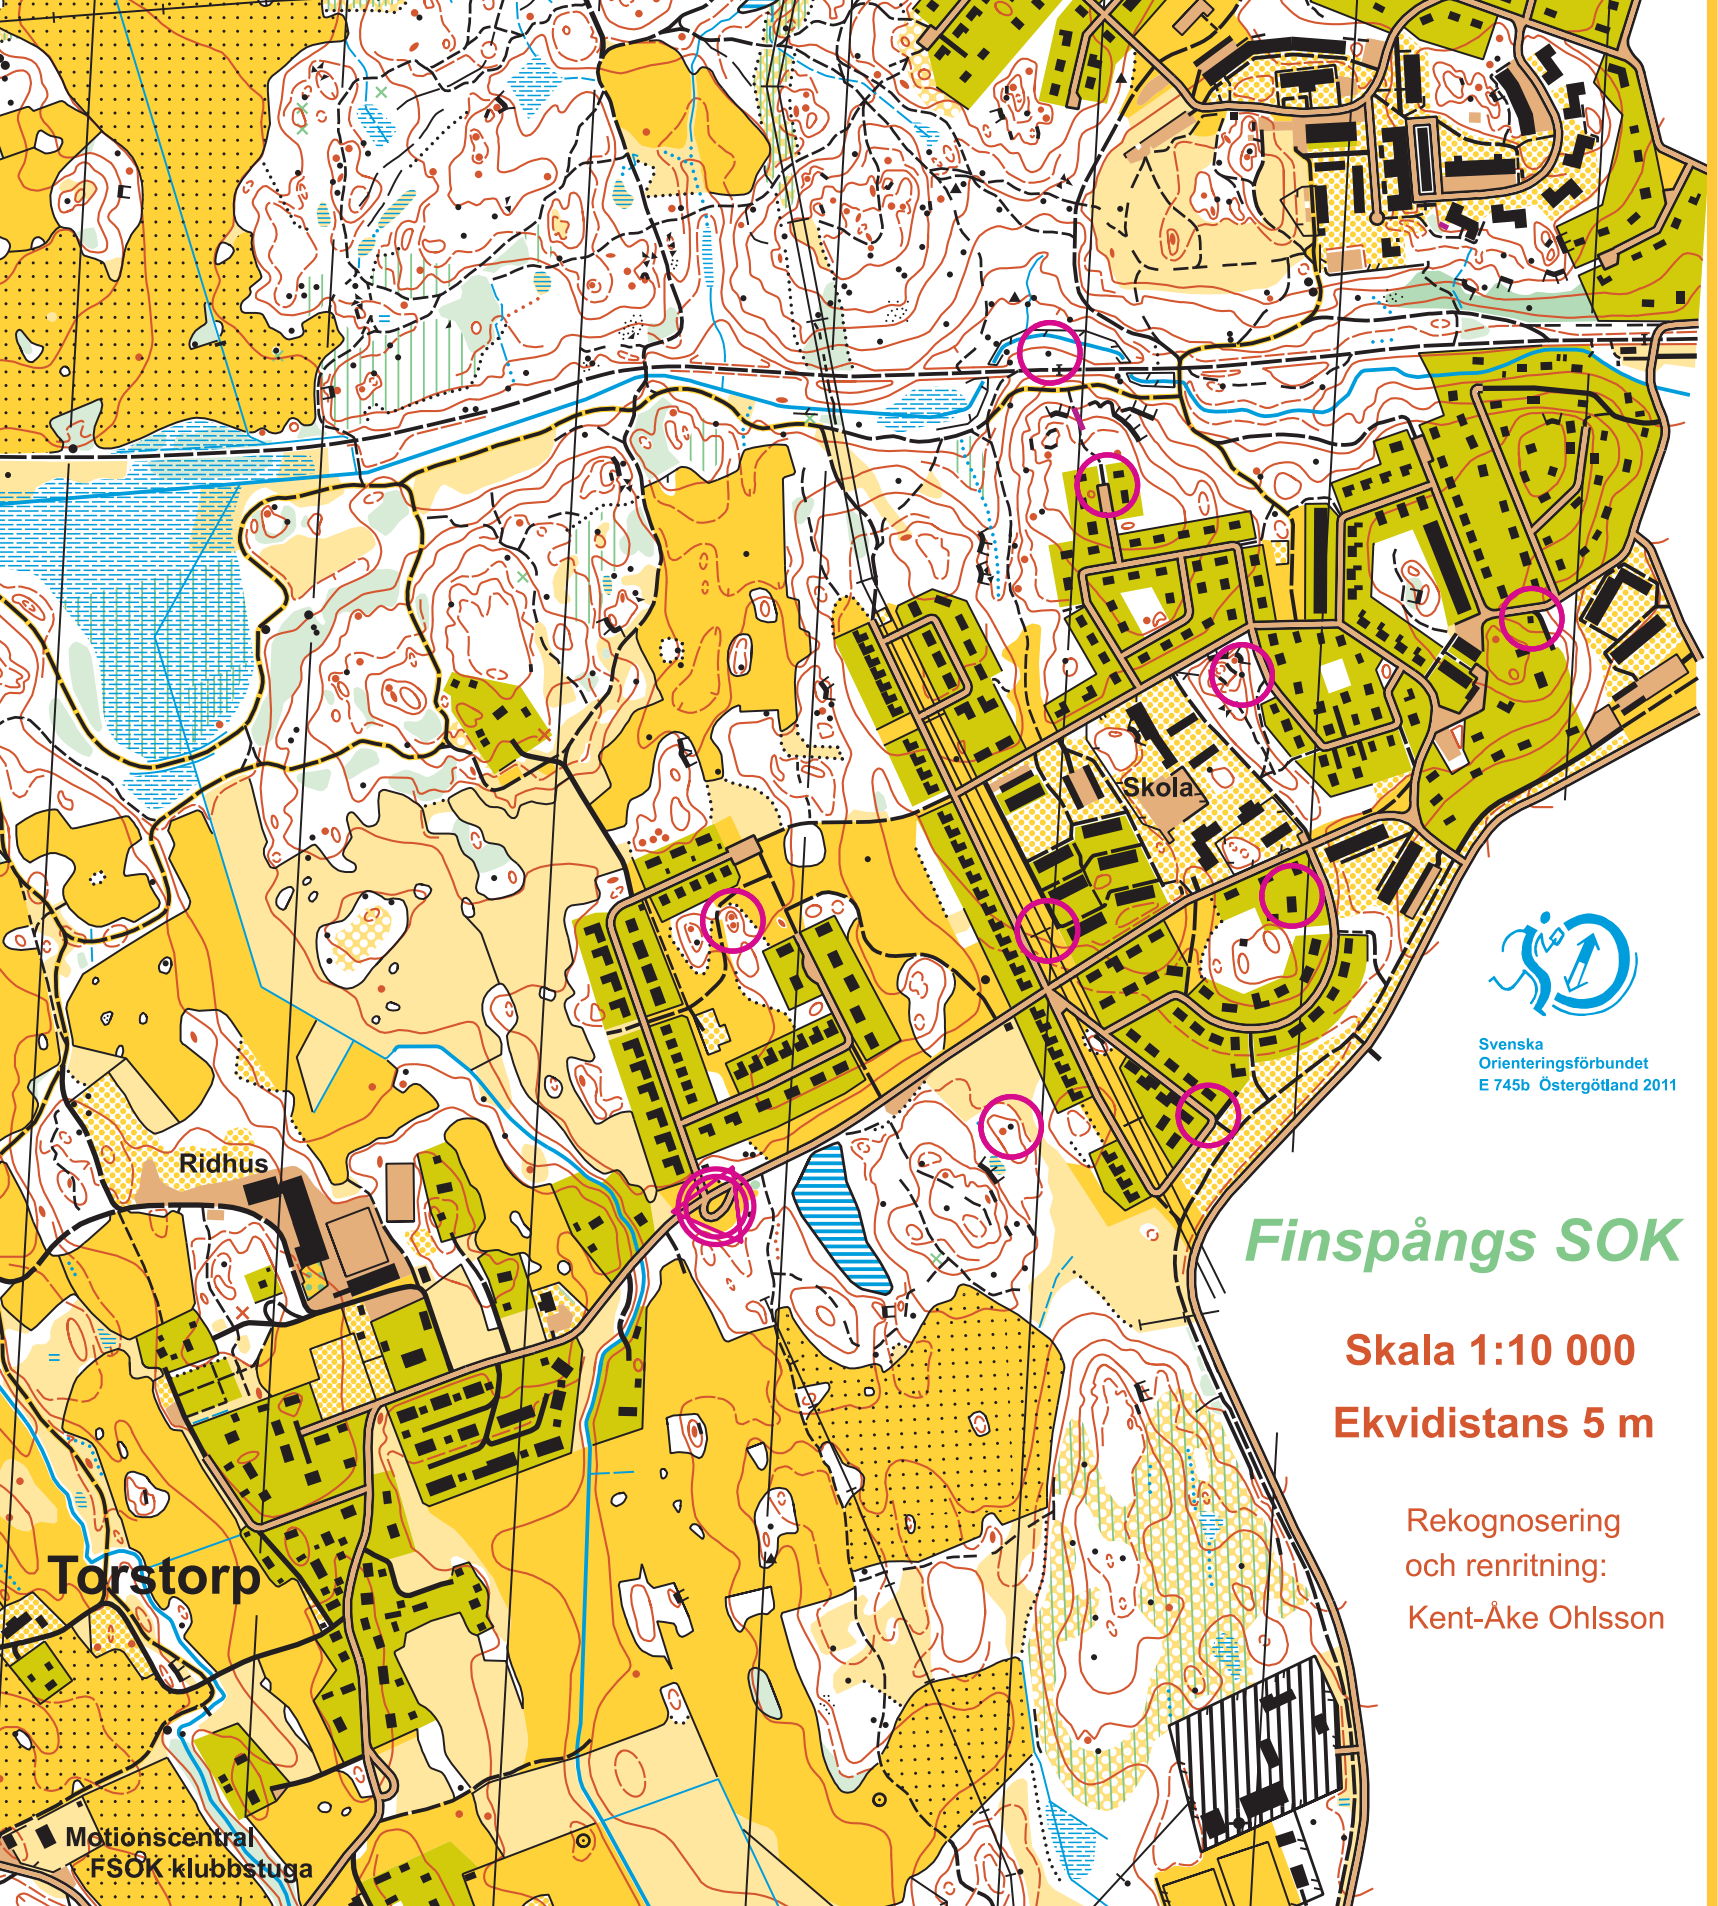 Skola
Svenska
Orienteringsförbundet
E 745b Östergötland 2011
Ridhus
Finspångs SOK
Skala 1:10 000
Ekvidistans 5 m
Rekognosering
och renritning:
Kent-Åke Ohlsson
Torstorp
Motionscentral
FSOK klubbstuga